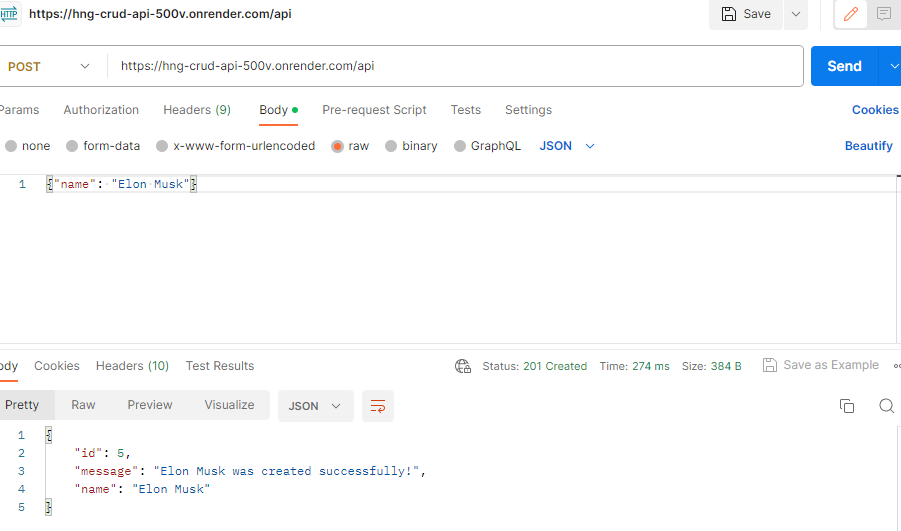 HTTP https://hng-crud-api-500v.onrender.com/api Save
POST https://hng-crud-api-500v.onrender.com/api Send
Params Authorization Headers (9) Body Pre-request Script Tests Settings Cookies
none form-data x-www-form-urlencoded raw binary GraphQL JSON Beautify
1 {"name": "Elon Musk"}
ody Cookies Headers (10) Test Results Status: 201 Created Time: 274 ms Size: 384 B Save as Example
Pretty Raw Preview Visualize JSON
1 {
2 "id": 5,
3 "message": "Elon Musk was created successfully!",
4 "name": "Elon Musk"
5 }